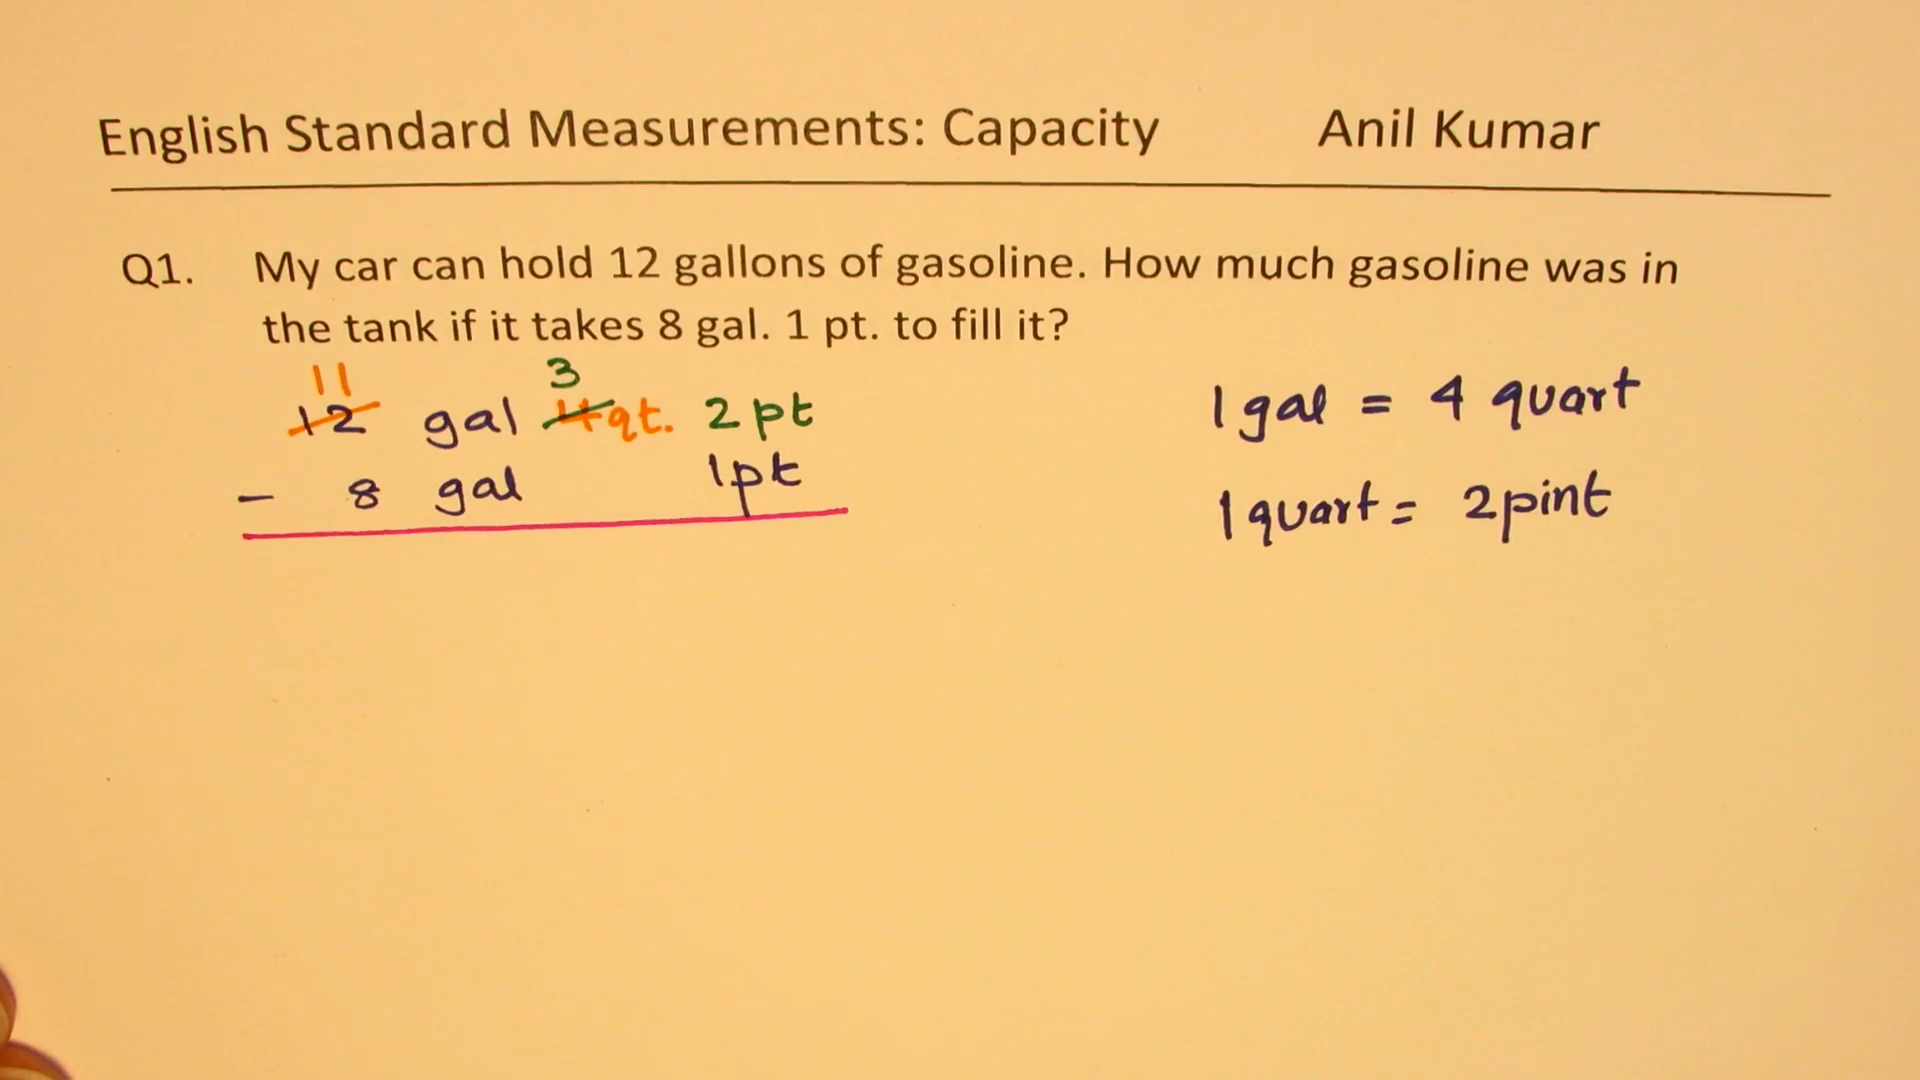 English Standard Measurements: Capacity Anil Kumar
Q1. My car can hold 12 gallons of gasoline. How much gasoline was in
the tank if it takes 8 gal. 1 pt. to fill it?
11 3
12 gal 4 qt. 2 pt
- 8 gal 1 pt
1 gal = 4 quart
1 quart = 2 pint